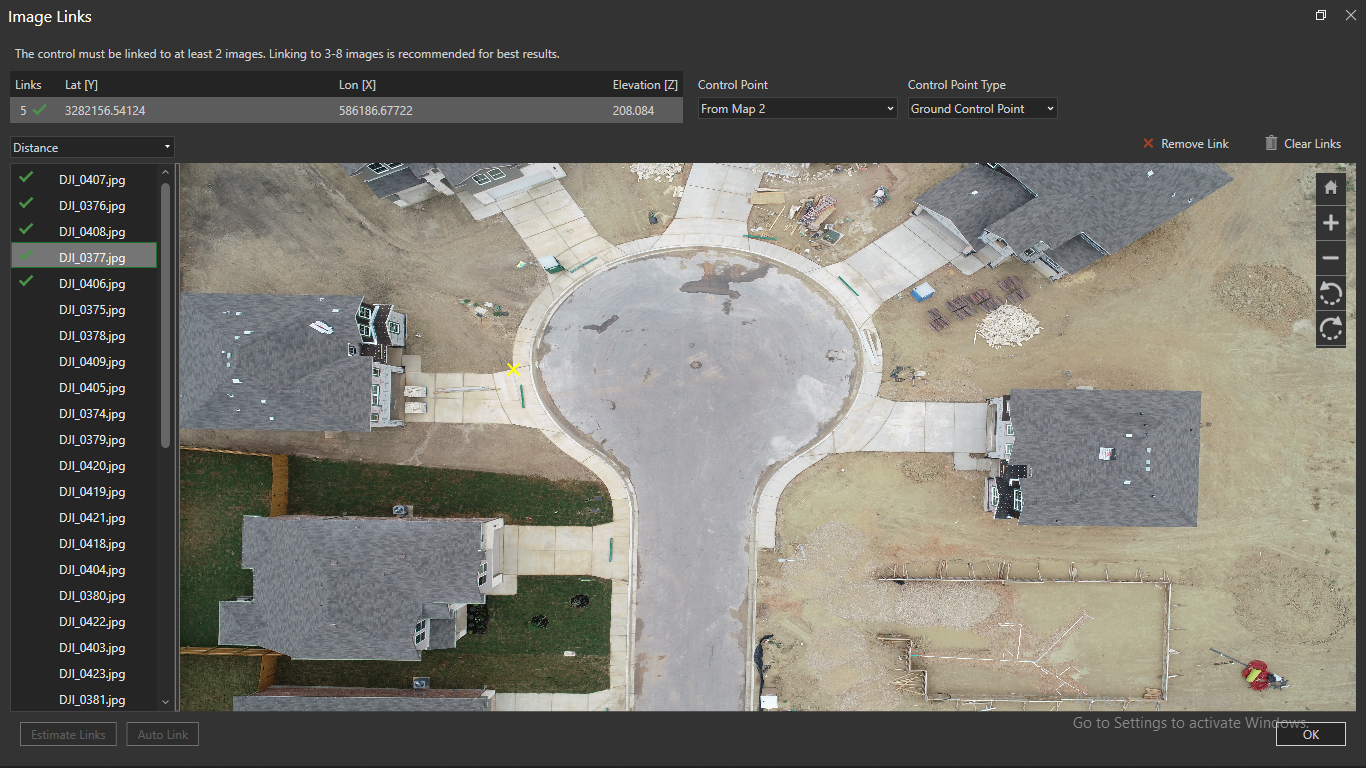 Image Links
The control must be linked to at least 2 images. Linking to 3-8 images is recommended for best results.
Links Lat [Y] Lon [X] Elevation [Z] Control Point Control Point Type
5 3282156.54124 586186.67722 208.084 From Map 2 Ground Control Point
Distance Remove Link Clear Links
DJI_0407.jpg
DJI_0376.jpg
DJI_0408.jpg
DJI_0377.jpg
DJI_0406.jpg
DJI_0375.jpg
DJI_0378.jpg
DJI_0409.jpg
DJI_0405.jpg
DJI_0374.jpg
DJI_0379.jpg
DJI_0420.jpg
DJI_0419.jpg
DJI_0421.jpg
DJI_0418.jpg
DJI_0404.jpg
DJI_0380.jpg
DJI_0422.jpg
DJI_0403.jpg
DJI_0423.jpg
DJI_0381.jpg
Go to Settings to activate Windows.
Estimate Links Auto Link OK